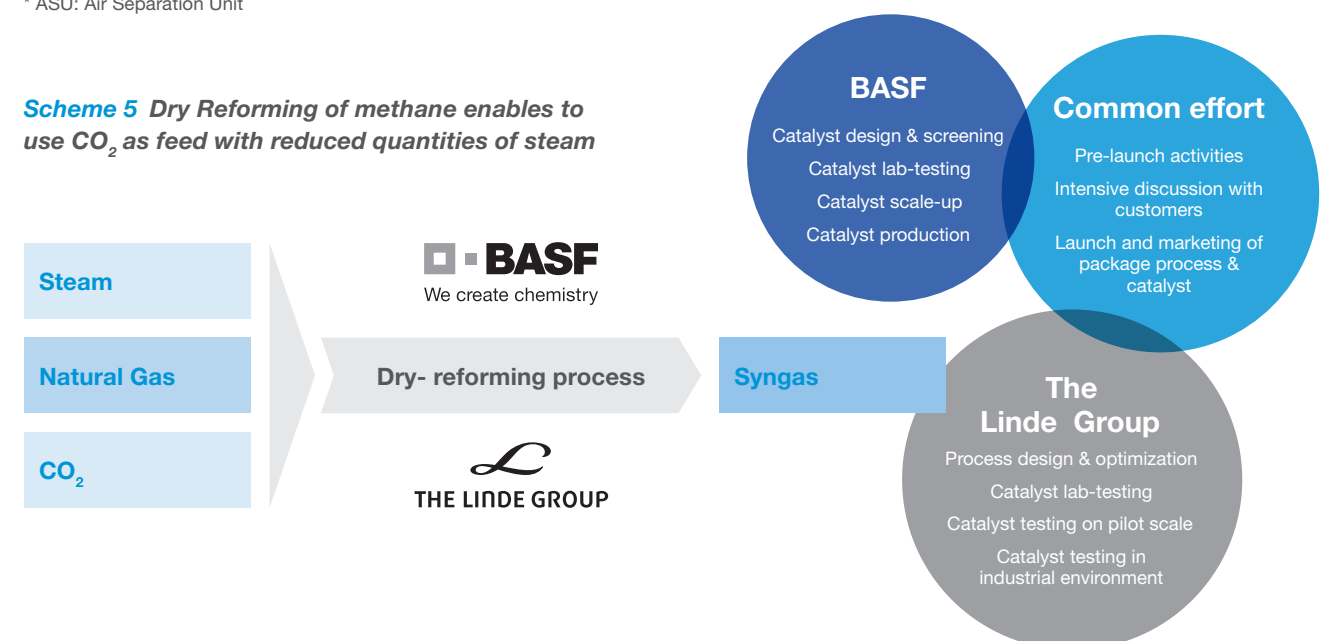 * ASU: Air Separation Unit
Scheme 5 Dry Reforming of methane enables to
use CO2 as feed with reduced quantities of steam
Steam
Natural Gas
CO2
BASF
We create chemistry
Dry- reforming process
THE LINDE GROUP
Syngas
BASF
Catalyst design & screening
Catalyst lab-testing
Catalyst scale-up
Catalyst production
Common effort
Pre-launch activities
Intensive discussion with
customers
Launch and marketing of
package process &
catalyst
The
Linde Group
Process design & optimization
Catalyst lab-testing
Catalyst testing on pilot scale
Catalyst testing in
industrial environment